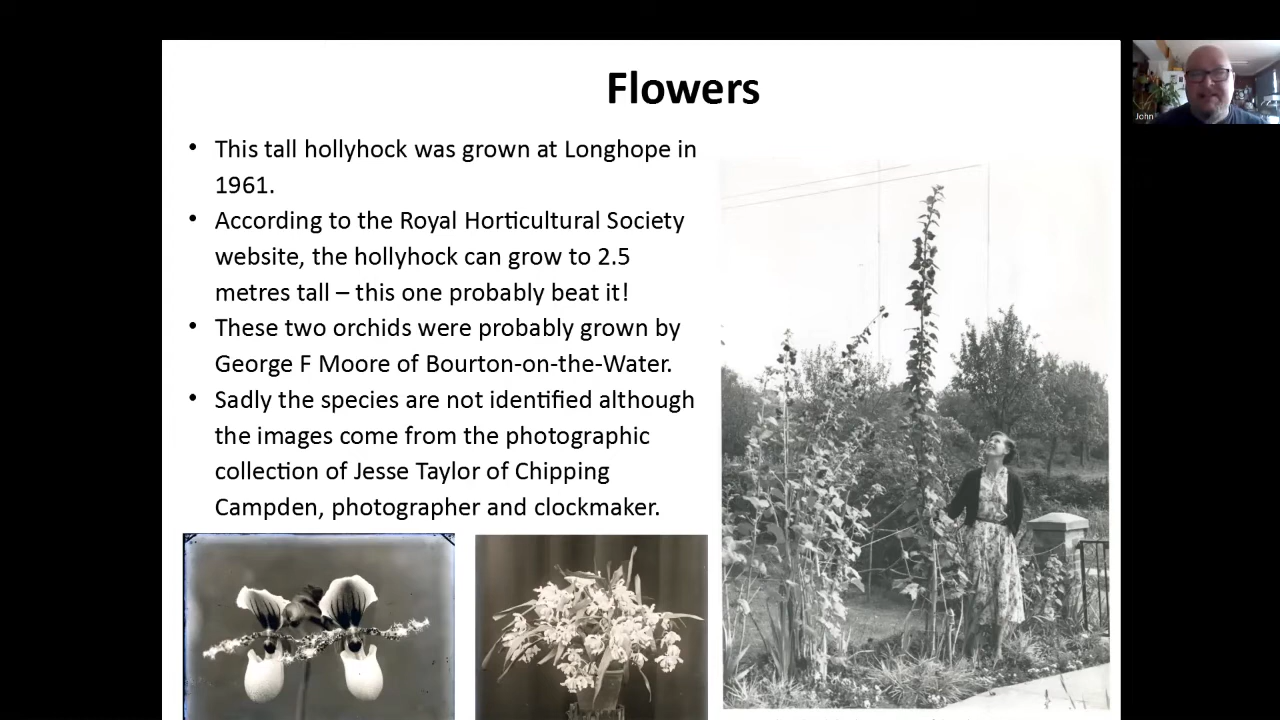 Flowers
• This tall hollyhock was grown at Longhope in
1961.
• According to the Royal Horticultural Society
website, the hollyhock can grow to 2.5
metres tall – this one probably beat it!
• These two orchids were probably grown by
George F Moore of Bourton-on-the-Water.
• Sadly the species are not identified although
the images come from the photographic
collection of Jesse Taylor of Chipping
Campden, photographer and clockmaker.
John